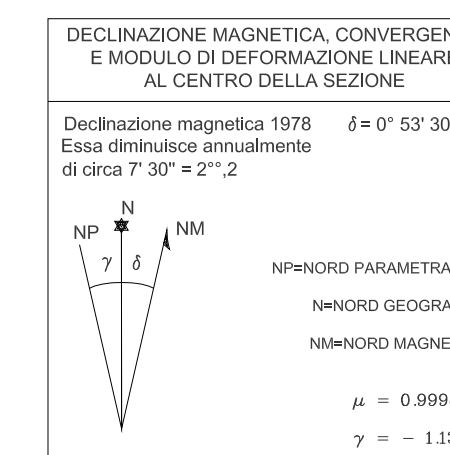 DECLINAZIONE MAGNETICA, CONVERGEN
E MODULO DI DEFORMAZIONE LINEARE
AL CENTRO DELLA SEZIONE
Declinazione magnetica 1978 δ = 0° 53' 30
Essa diminuisce annualmente
di circa 7' 30" = 2°°,2
N
NP NM
γ δ
NP=NORD PARAMETRA
N=NORD GEOGRA
NM=NORD MAGNE
μ = 0.999
γ = - 1.1